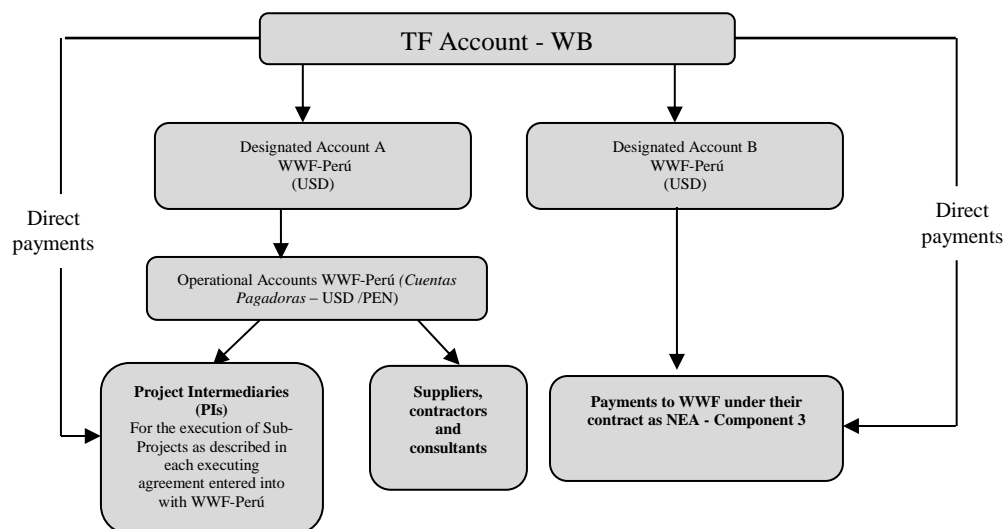 TF Account - WB
Designated Account A
WWF-Perú
(USD)
Designated Account B
WWF-Perú
(USD)
Direct
payments
Direct
payments
Operational Accounts WWF-Perú (Cuentas
Pagadoras – USD /PEN)
Project Intermediaries
(PIs)
For the execution of Sub-
Projects as described in
each executing
agreement entered into
with WWF-Perú
Suppliers,
contractors
and
consultants
Payments to WWF under their
contract as NEA - Component 3